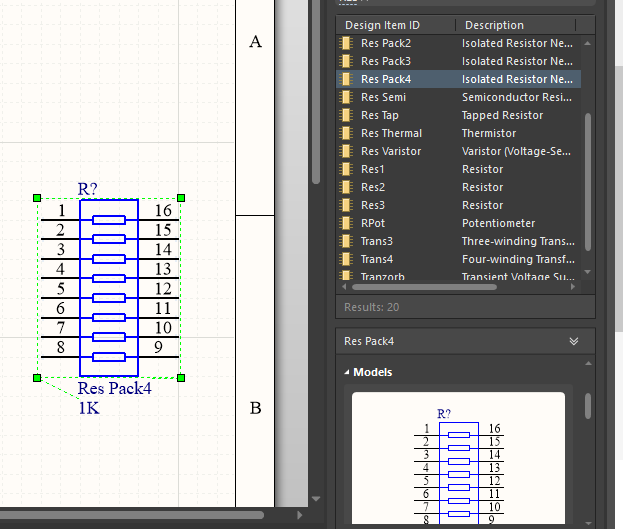 A
R?
1 16
2 15
3 14
4 13
5 12
6 11
7 10
8 9
Res Pack4
1K
B
Design Item ID Description
Res Pack2 Isolated Resistor Ne...
Res Pack3 Isolated Resistor Ne...
Res Pack4 Isolated Resistor Ne...
Res Semi Semiconductor Resi...
Res Tap Tapped Resistor
Res Thermal Thermistor
Res Varistor Varistor (Voltage-Se...
Res1 Resistor
Res2 Resistor
Res3 Resistor
RPot Potentiometer
Trans3 Three-winding Trans...
Trans4 Four-winding Transf...
Tranzorb Transient Voltage Su...
Results: 20
Res Pack4
Models
R?
1 16
2 15
3 14
4 13
5 12
6 11
7 10
8 9